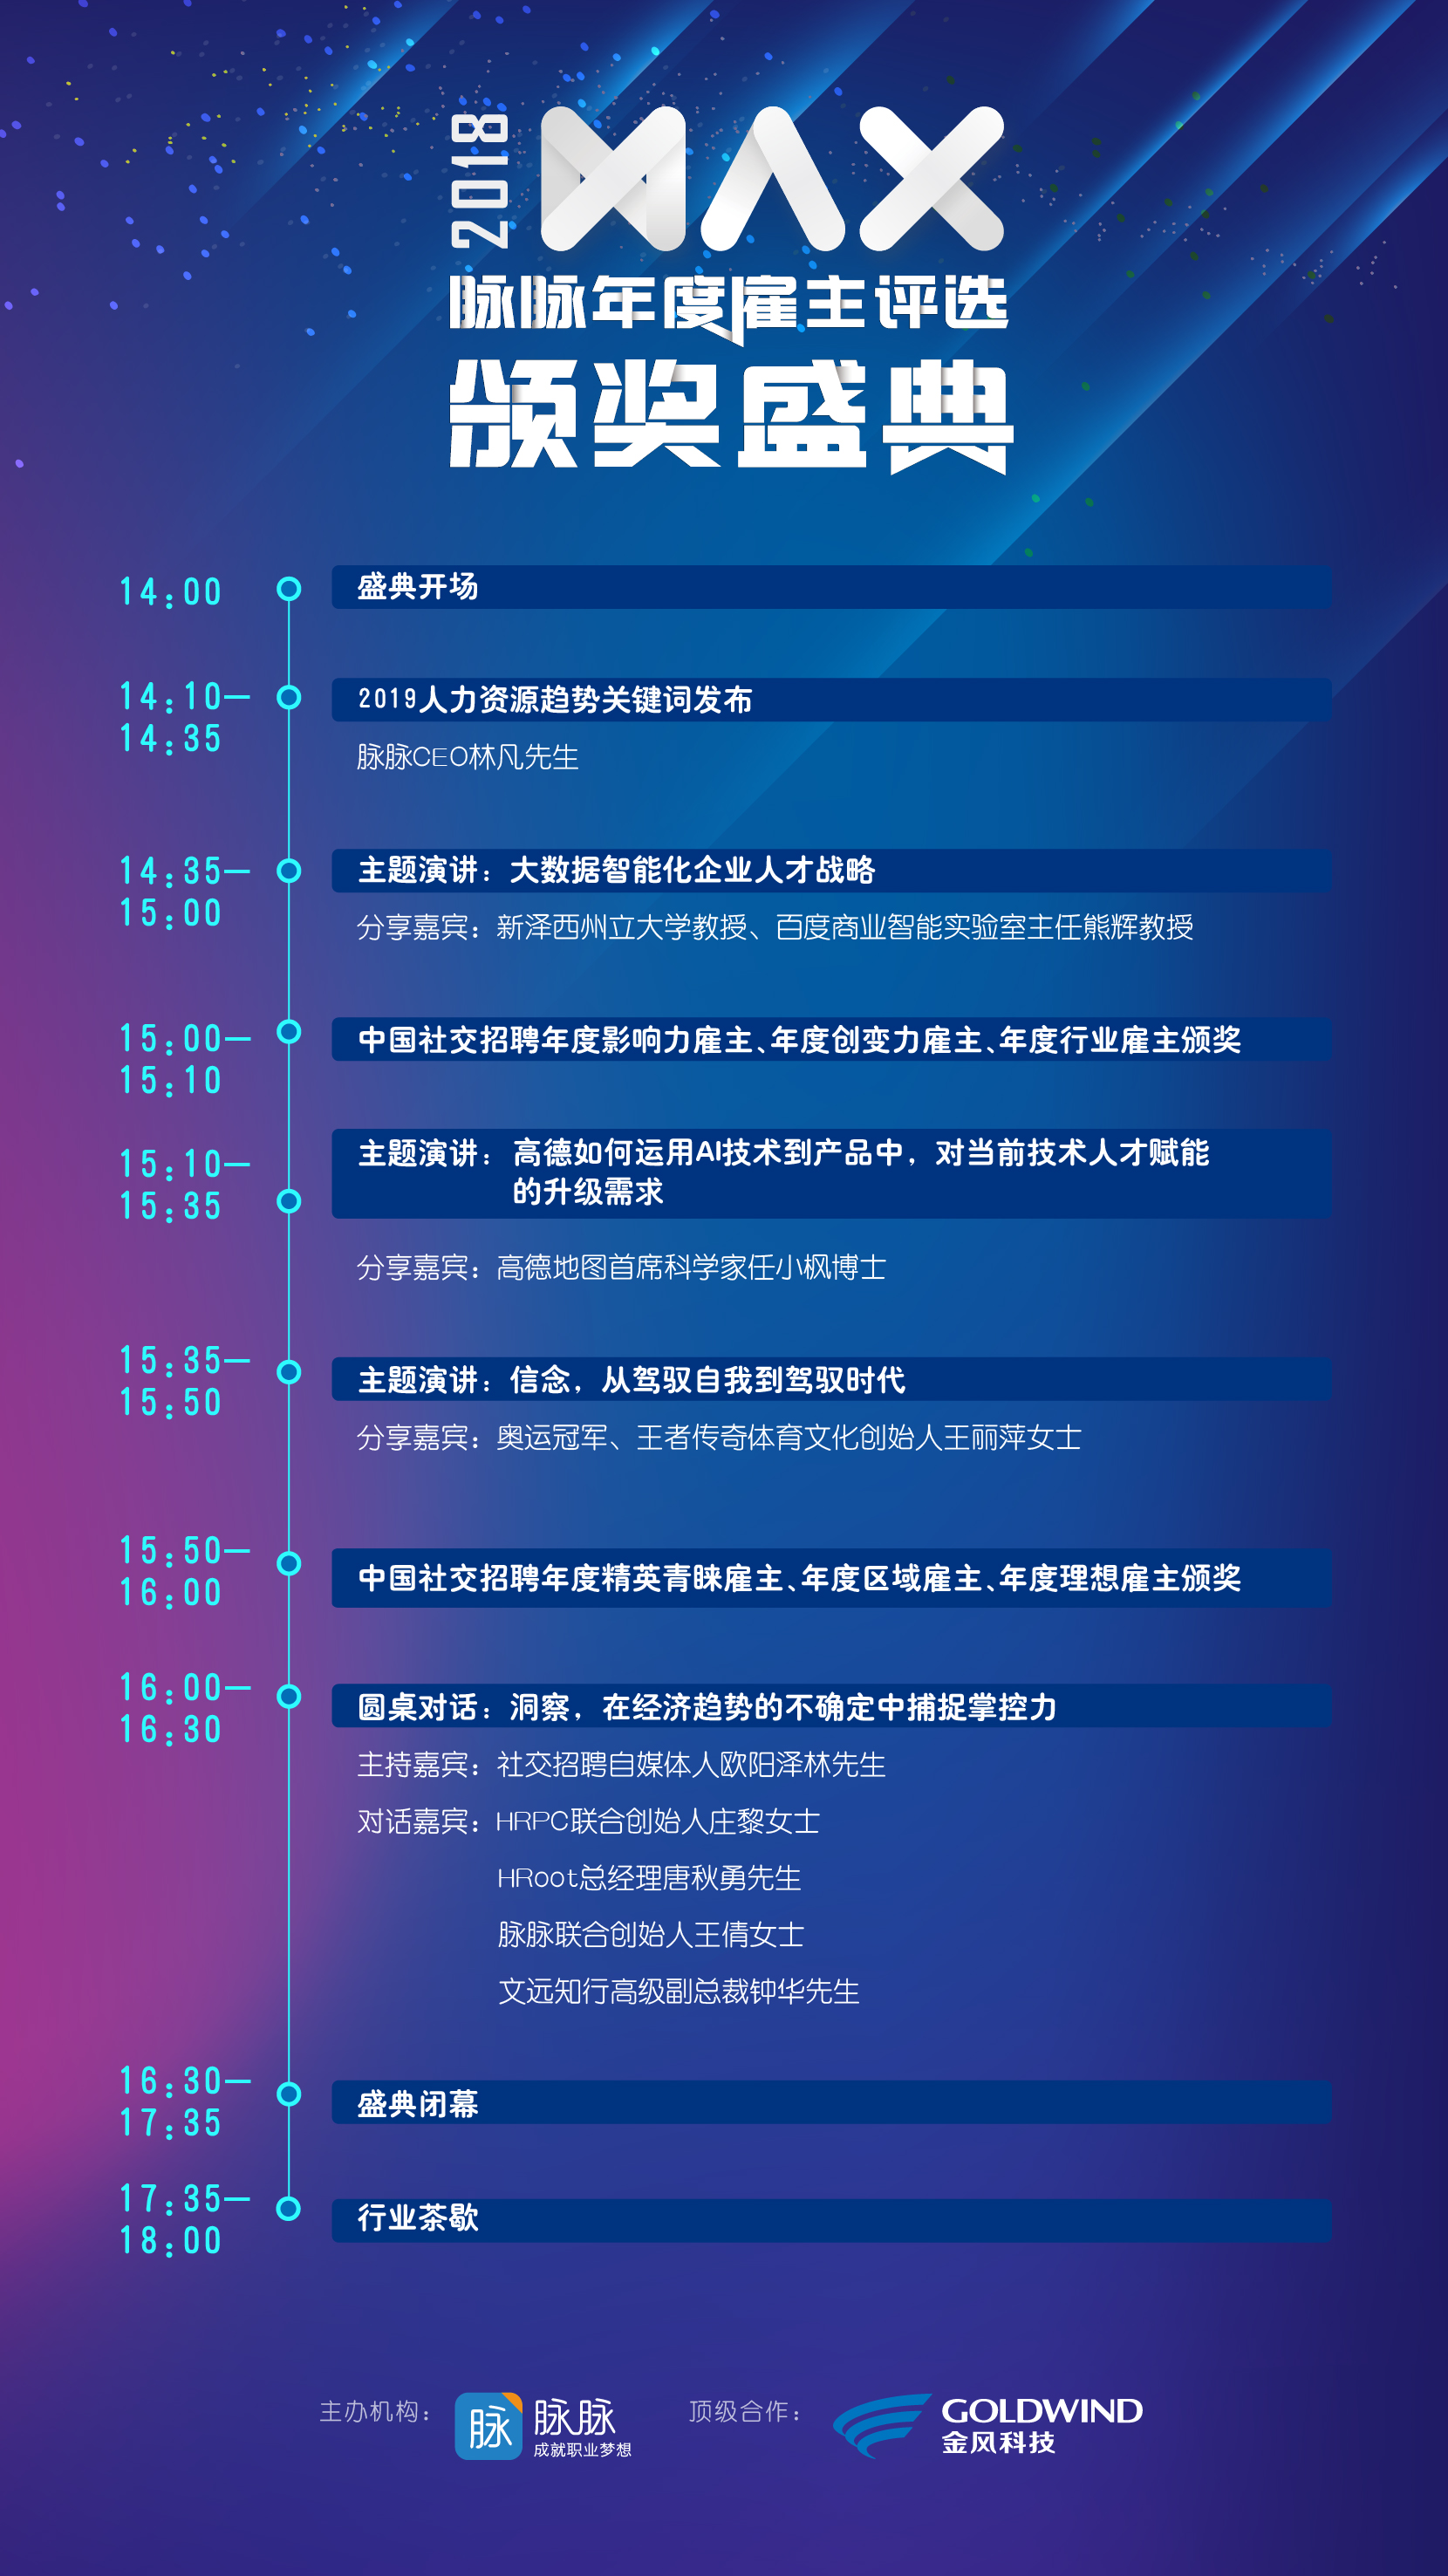 2018 MAX
脉脉年度雇主评选
颁奖盛典
14:00
盛典开场
14:10—
14:35
2019人力资源趋势关键词发布
脉脉CEO林凡先生
14:35—
15:00
主题演讲：大数据智能化企业人才战略
分享嘉宾：新泽西州立大学教授、百度商业智能实验室主任熊辉教授
15:00—
15:10
中国社交招聘年度影响力雇主、年度创变力雇主、年度行业雇主颁奖
15:10—
15:35
主题演讲：高德如何运用AI技术到产品中，对当前技术人才赋能
的升级需求
分享嘉宾：高德地图首席科学家任小枫博士
15:35—
15:50
主题演讲：信念，从驾驭自我到驾驭时代
分享嘉宾：奥运冠军、王者传奇体育文化创始人王丽萍女士
15:50—
16:00
中国社交招聘年度精英青睐雇主、年度区域雇主、年度理想雇主颁奖
16:00—
16:30
圆桌对话：洞察，在经济趋势的不确定中捕捉掌控力
主持嘉宾：社交招聘自媒体人欧阳泽林先生
对话嘉宾：HRPC联合创始人庄黎女士
HRoot总经理唐秋勇先生
脉脉联合创始人王倩女士
文远知行高级副总裁钟华先生
16:30—
17:35
盛典闭幕
17:35—
18:00
行业茶歇
主办机构：
脉
脉脉
成就职业梦想
顶级合作：
GOLDWIND
金风科技